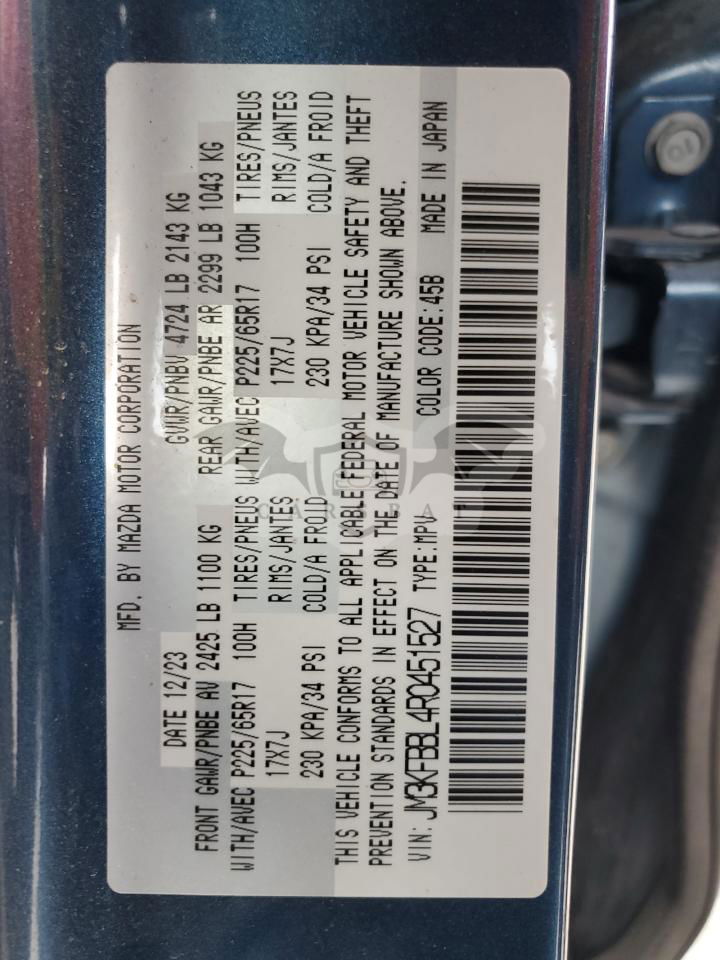 MFD. BY MAZDA MOTOR CORPORATION
DATE 12/23 GVWR/PNBV 4724 LB 2143 KG
FRONT GAWR/PNBE AV 2425 LB 1100 KG REAR GAWR/PNBE AR 2299 LB 1043 KG
WITH/AVEC P225/65R17 100H TIRES/PNEUS WITH/AVEC P225/65R17 100H TIRES/PNEUS
17X7J RIMS/JANTES 17X7J RIMS/JANTES
230 KPA/34 PSI COLD/A FROID 230 KPA/34 PSI COLD/A FROID
THIS VEHICLE CONFORMS TO ALL APPLICABLE FEDERAL MOTOR VEHICLE SAFETY AND THEFT
PREVENTION STANDARDS IN EFFECT ON THE DATE OF MANUFACTURE SHOWN ABOVE.
VIN: JM3KFBBL4R0451527 TYPE:MPV COLOR CODE:45B MADE IN JAPAN
CARSBAT